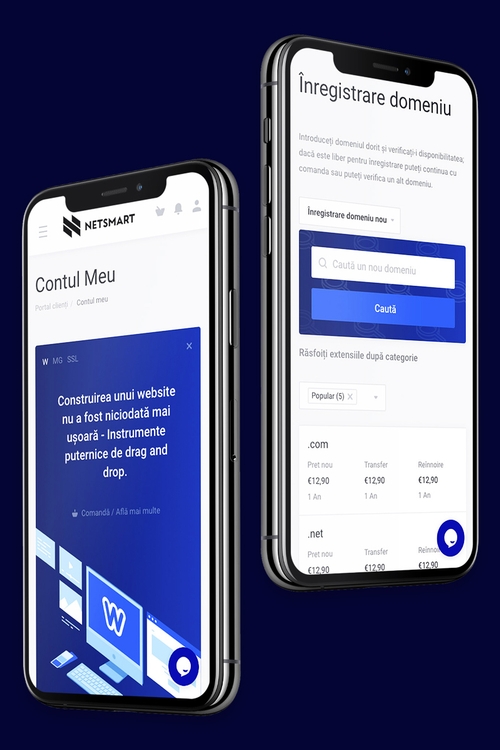 NETSMART
Contul Meu
Portal clienți / Contul meu
W MG SSL
Construirea unui website
nu a fost niciodată mai
ușoară - Instrumente
puternice de drag and
drop.
Comandă / Află mai multe
W
Înregistrare domeniu
Introduceți domeniul dorit și verificați-i disponibilitatea;
dacă este liber pentru înregistrare puteți continua cu
comanda sau puteți verifica un alt domeniu.
Înregistrare domeniu nou
Caută un nou domeniu
Caută
Răsfoiți extensiile după categorie
Popular (5)
.com
Pret nou Transfer Reînnoire
€12,90 €12,90 €12,90
1 An 1 An 1 An
.net
Pret nou Transfer
€12,90 €12,90 €12,90